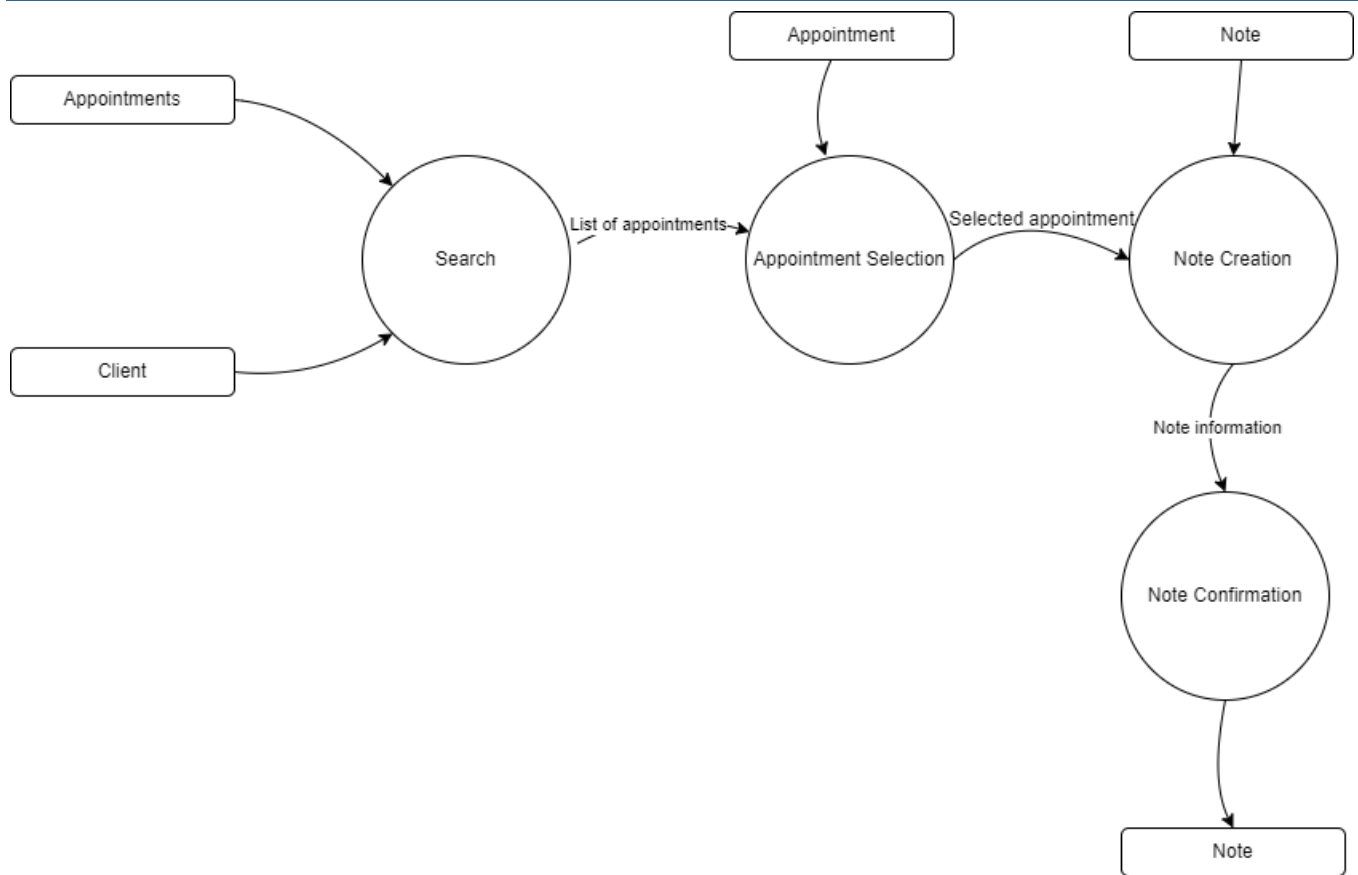 Appointment
Note
Appointments
List of appointments
Selected appointment
Search
Appointment Selection
Note Creation
Client
Note information
Note Confirmation
Note